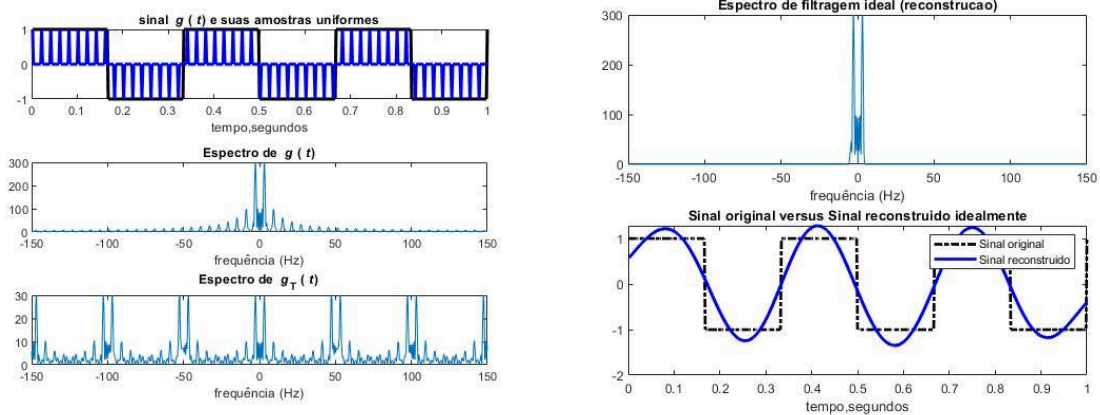 sinal g ( t) e suas amostras uniformes
1
0
-1
0 0.1 0.2 0.3 0.4 0.5 0.6 0.7 0.8 0.9 1
tempo,segundos
Espectro de g ( t)
300
200
100
0
-150 -100 -50 0 50 100 150
frequência (Hz)
Espectro de g T ( t)
30
20
10
0
-150 -100 -50 0 50 100 150
frequência (Hz)
Espectro de filtragem ideal (reconstrucao)
300
200
100
0
-150 -100 -50 0 50 100 150
frequência (Hz)
Sinal original versus Sinal reconstruido idealmente
Sinal original
Sinal reconstruido
1
0
-1
-2
0 0.1 0.2 0.3 0.4 0.5 0.6 0.7 0.8 0.9 1
tempo,segundos